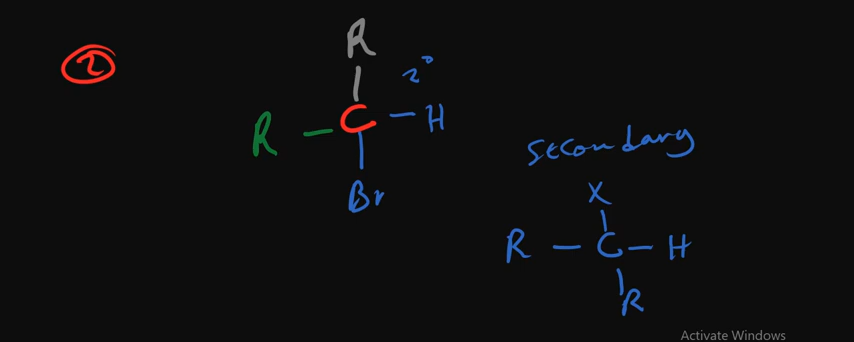 2
R
2°
R - C - H
Br
Secondary
X
R - C - H
R
Activate Windows